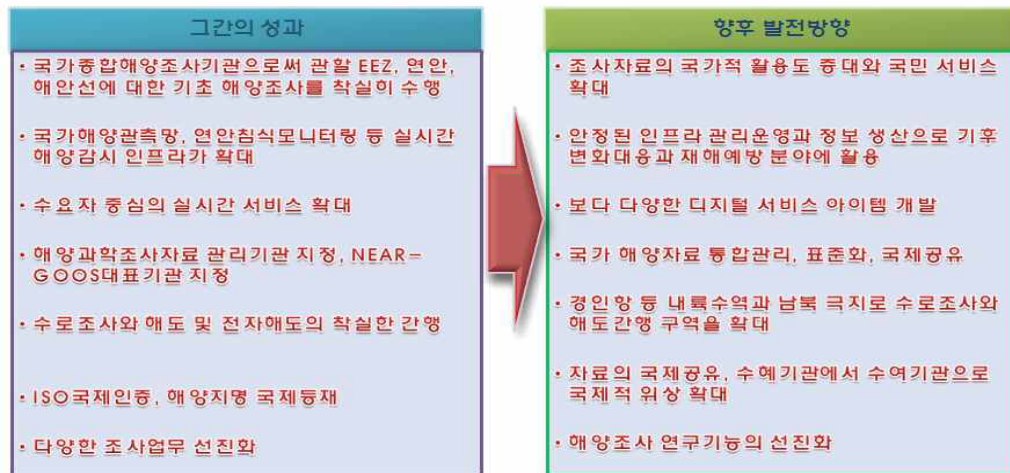 그간의 성과
• 국가종합해양조사기관으로써 관할 EEZ, 연안,
해안선에 대한 기초 해양조사를 착실히 수행
• 국가해양관측망, 연안침식모니터링 등 실시간
해양감시 인프라가 확대
• 수요자 중심의 실시간 서비스 확대
• 해양과학조사자료 관리기관 지정, NEAR-
GOOS대표기관 지정
• 수로조사와 해도 및 전자해도의 착실한 간행
• ISO국제인증, 해양지명 국제등재
• 다양한 조사업무 선진화
향후 발전방향
• 조사자료의 국가적 활용도 증대와 국민 서비스
확대
• 안정된 인프라 관리운영과 정보 생산으로 기후
변화대응과 재해예방 분야에 활용
• 보다 다양한 디지털 서비스 아이템 개발
• 국가 해양자료 통합관리, 표준화, 국제공유
• 경인항 등 내륙수역과 남북 극지로 수로조사와
해도간행 구역을 확대
• 자료의 국제공유, 수혜기관에서 수여기관으로
국제적 위상 확대
• 해양조사 연구기능의 선진화